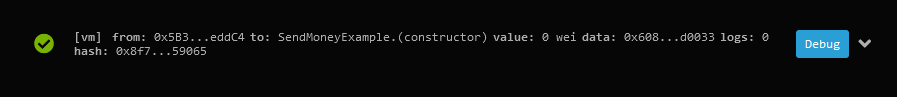 [vm] from: 0x5B3...eddC4 to: SendMoneyExample.(constructor) value: 0 wei data: 0x608...d0033 logs: 0
hash: 0x8f7...59065
Debug